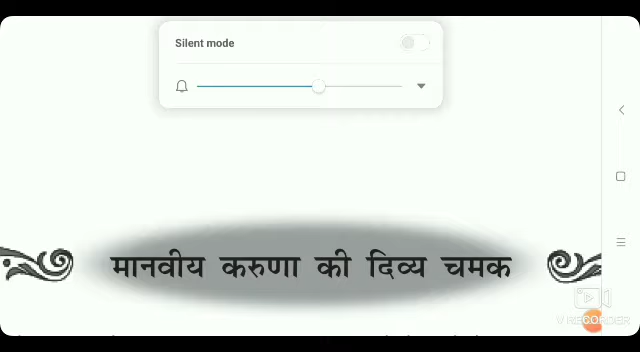 Silent mode
मानवीय करुणा की दिव्य चमक
RECORDER